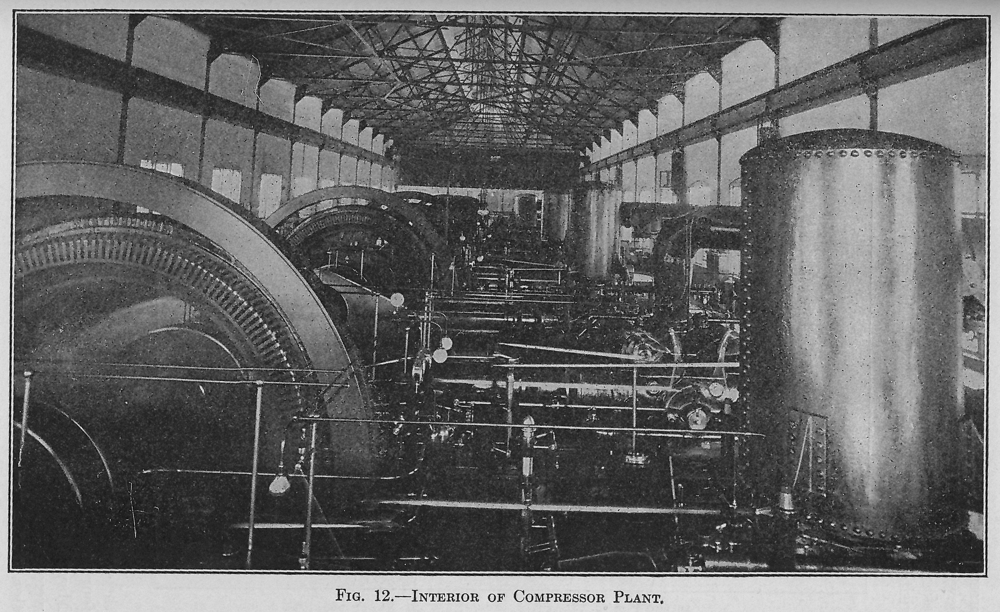 Fig. 12.—Interior of Compressor Plant.